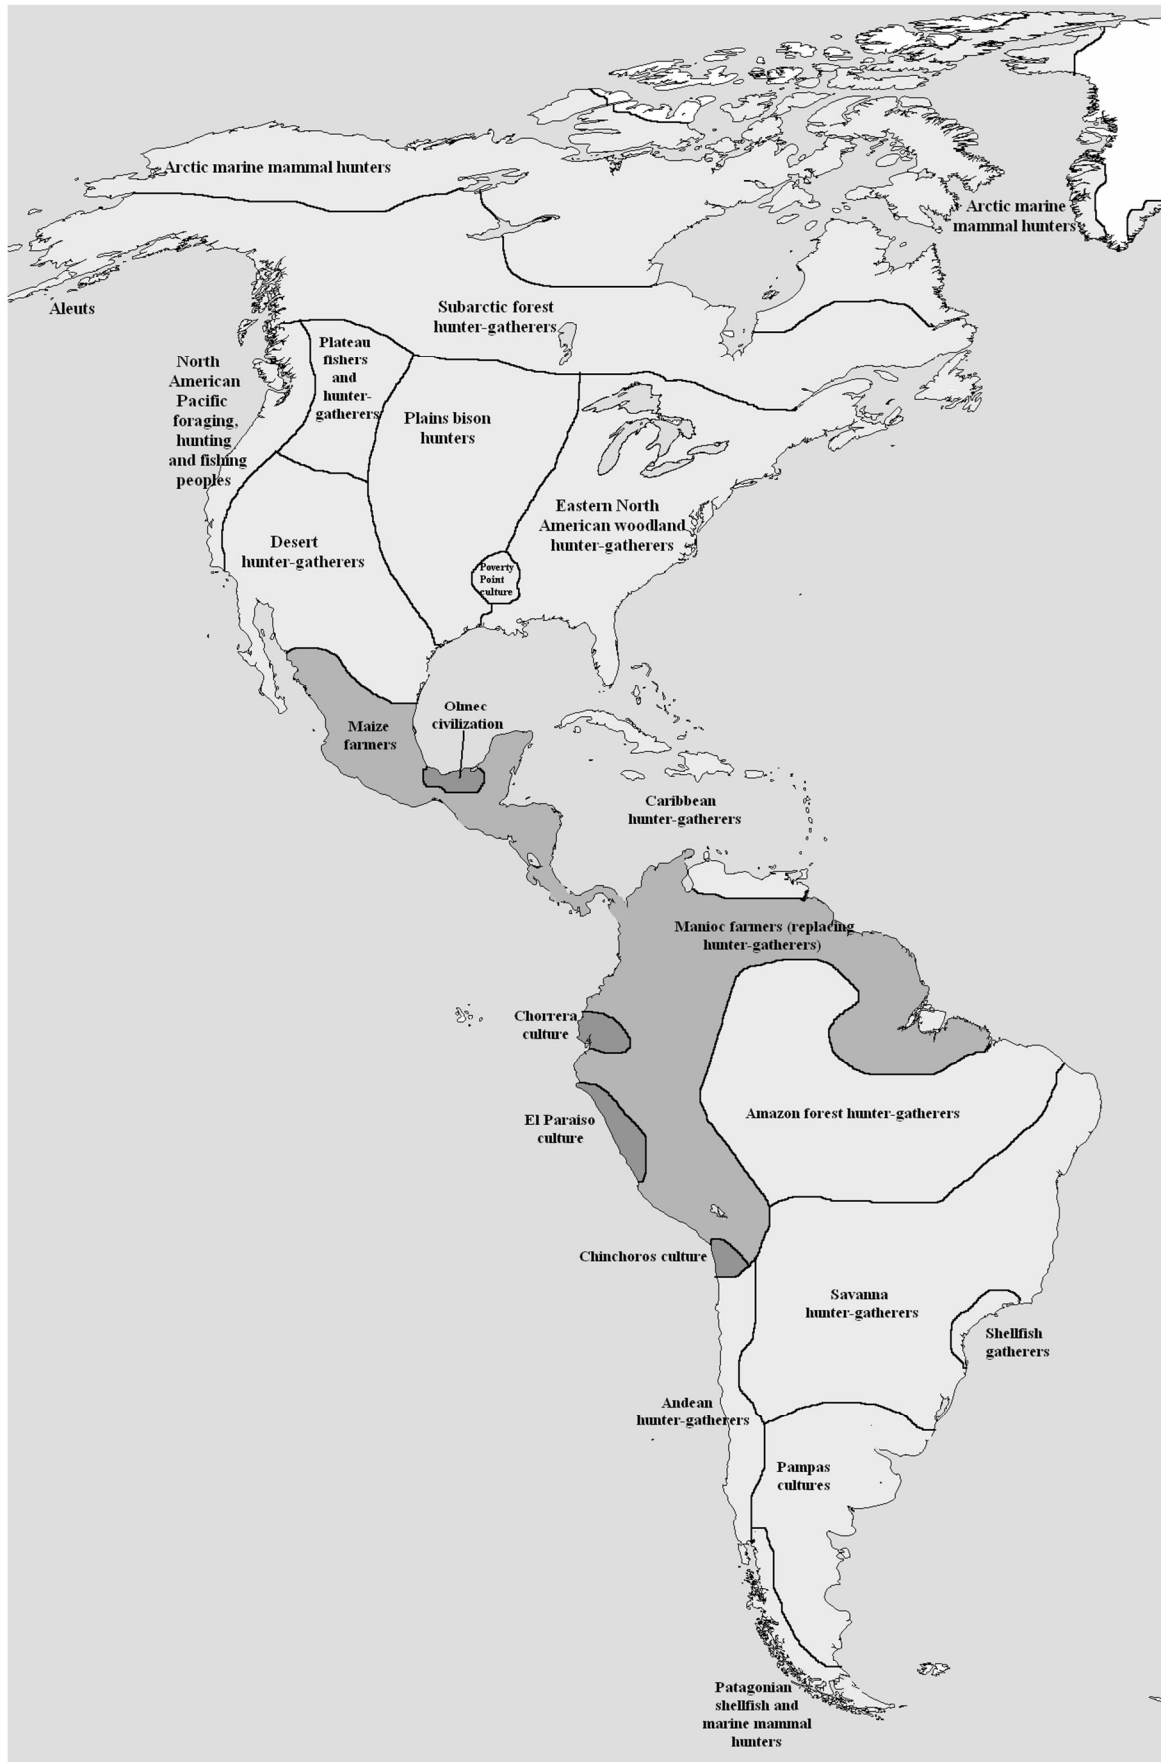 Arctic marine mammal hunters
Arctic marine
mammal hunters
Aleuts
Subarctic forest
hunter-gatherers
North
American
Pacific
foraging,
hunting
and fishing
peoples
Plateau
fishers
and
hunter-
gatherers
Plains bison
hunters
Eastern North
American woodland
hunter-gatherers
Desert
hunter-gatherers
Poverty
Point
culture
Maize
farmers
Olmec
civilization
Caribbean
hunter-gatherers
Manioc farmers (replacing
hunter-gatherers)
Chorrera
culture
El Paraiso
culture
Amazon forest hunter-gatherers
Chinchoros culture
Savanna
hunter-gatherers
Shellfish
gatherers
Andean
hunter-gatherers
Pampas
cultures
Patagonian
shellfish and
marine mammal
hunters